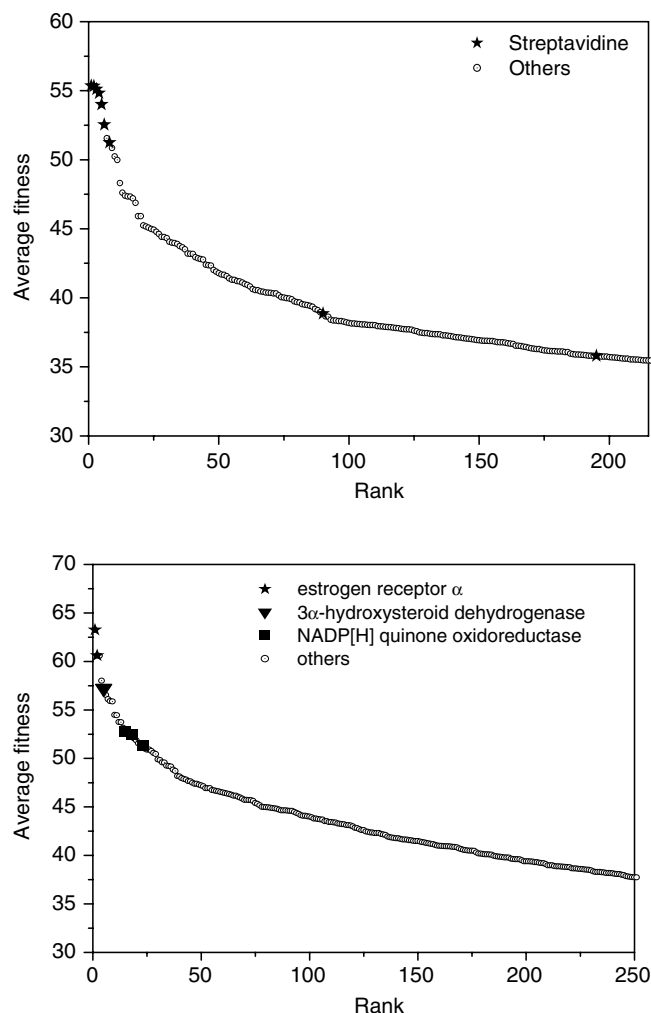 60
55
50
45
40
35
30
Average fitness
Streptavidine
Others
0
50
100
150
200
Rank
70
65
60
55
50
45
40
35
30
Average fitness
estrogen receptor α
3α-hydroxysteroid dehydrogenase
NADP[H] quinone oxidoreductase
others
0
50
100
150
200
250
Rank